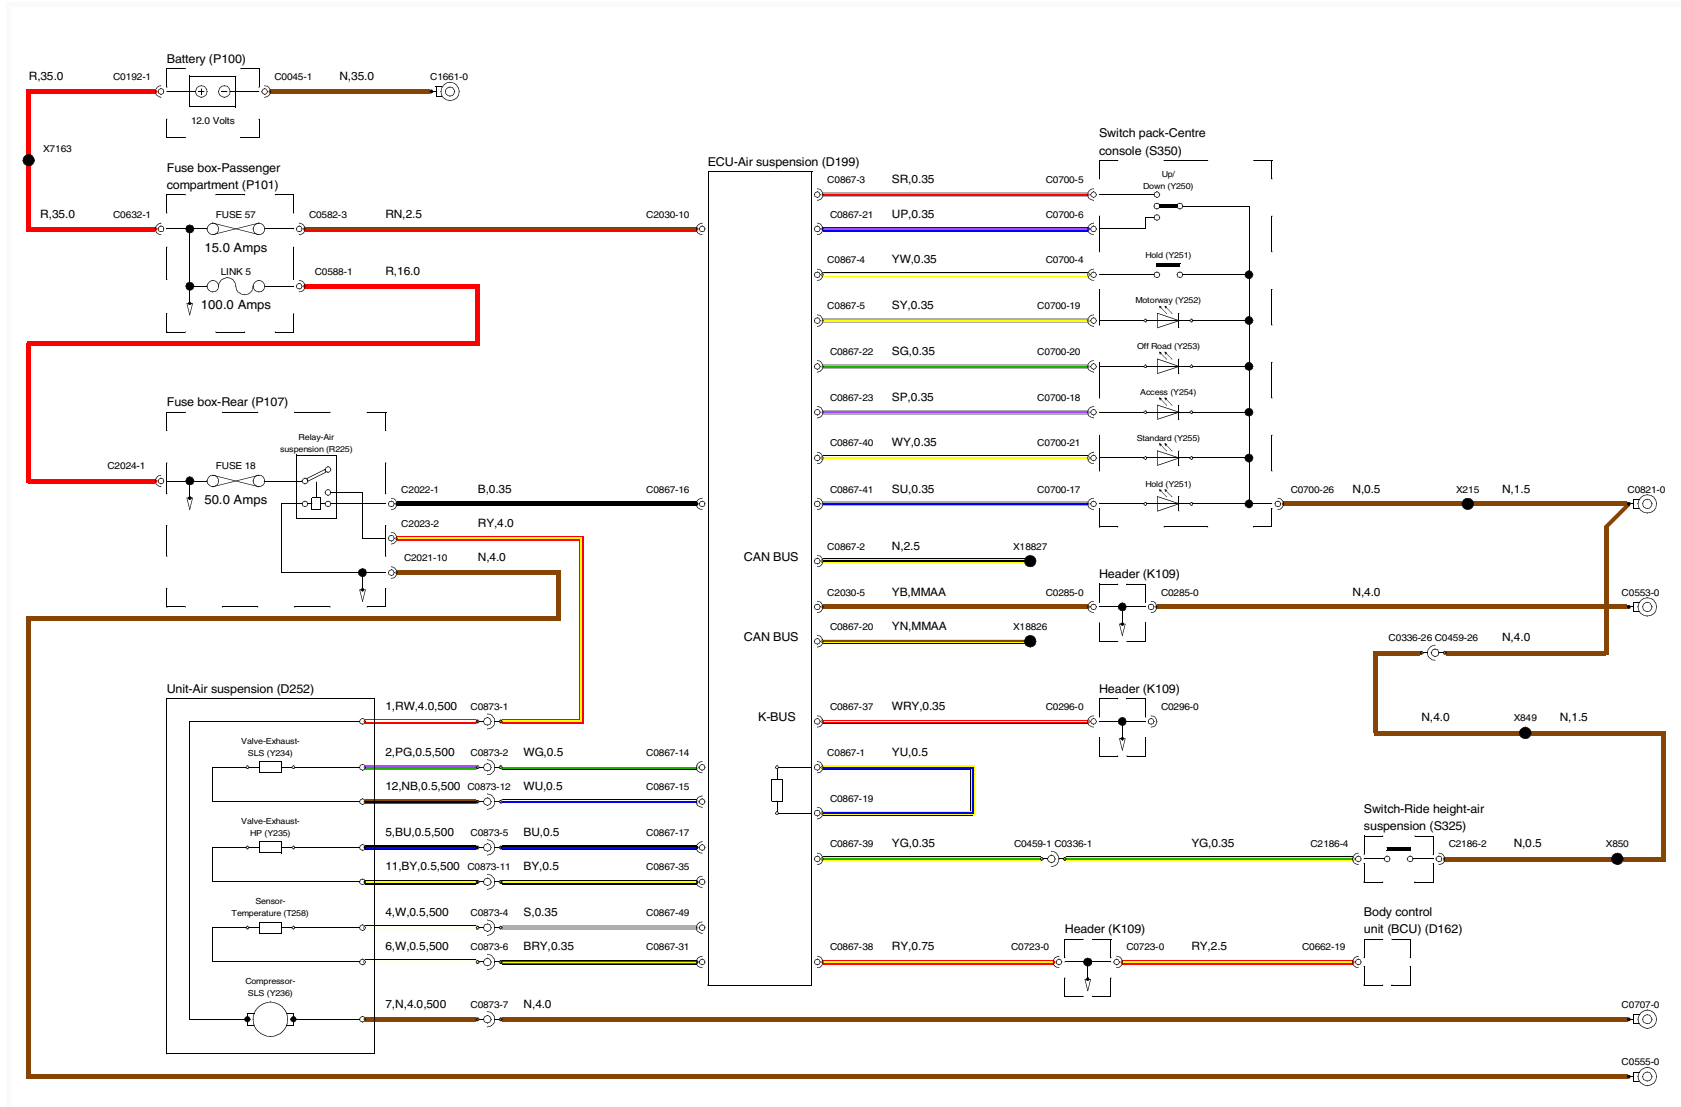 Battery (P100)
R,35.0 C0192-1 C0045-1 N,35.0 C1661-0
12.0 Volts
X7163
Fuse box-Passenger
compartment (P101)
R,35.0 C0632-1 FUSE 57 C0582-3 RN,2.5 C2030-10
15.0 Amps
LINK 5 C0588-1 R,16.0
100.0 Amps
Fuse box-Rear (P107)
Relay-Air
suspension (R225)
C2024-1 FUSE 18
50.0 Amps
C2022-1 B,0.35 C0867-16
C2023-2 RY,4.0
C2021-10 N,4.0
Unit-Air suspension (D252)
1,RW,4.0,500 C0873-1
Valve-Exhaust-
SLS (Y234)
2,PG,0.5,500 C0873-2 WG,0.5 C0867-14
12,NB,0.5,500 C0873-12 WU,0.5 C0867-15
Valve-Exhaust-
HP (Y235)
5,BU,0.5,500 C0873-5 BU,0.5 C0867-17
11,BY,0.5,500 C0873-11 BY,0.5 C0867-35
Sensor-
Temperature (T258)
4,W,0.5,500 C0873-4 S,0.35 C0867-49
6,W,0.5,500 C0873-6 BRY,0.35 C0867-31
Compressor-
SLS (Y236)
7,N,4.0,500 C0873-7 N,4.0
ECU-Air suspension (D199)
CAN BUS
CAN BUS
K-BUS
Switch pack-Centre
console (S350)
C0867-3 SR,0.35 C0700-5
Up/
Down (Y250)
C0867-21 UP,0.35 C0700-6
C0867-4 YW,0.35 C0700-4 Hold (Y251)
C0867-5 SY,0.35 C0700-19 Motorway (Y252)
C0867-22 SG,0.35 C0700-20 Off Road (Y253)
C0867-23 SP,0.35 C0700-18 Access (Y254)
C0867-40 WY,0.35 C0700-21 Standard (Y255)
C0867-41 SU,0.35 C0700-17 Hold (Y251) C0700-26 N,0.5 X215 N,1.5 C0821-0
C0867-2 N,2.5 X18827
Header (K109)
C2030-5 YB,MMAA C0285-0 C0285-0 N,4.0 C0553-0
C0867-20 YN,MMAA X18826
C0336-26 C0459-26 N,4.0
Header (K109)
C0867-37 WRY,0.35 C0296-0 C0296-0
N,4.0 X849 N,1.5
C0867-1 YU,0.5
C0867-19
Switch-Ride height-air
suspension (S325)
C0867-39 YG,0.35 C0459-1 C0336-1 YG,0.35 C2186-4 C2186-2 N,0.5 X850
Header (K109)
Body control
unit (BCU) (D162)
C0867-38 RY,0.75 C0723-0 C0723-0 RY,2.5 C0662-19
C0707-0
C0555-0